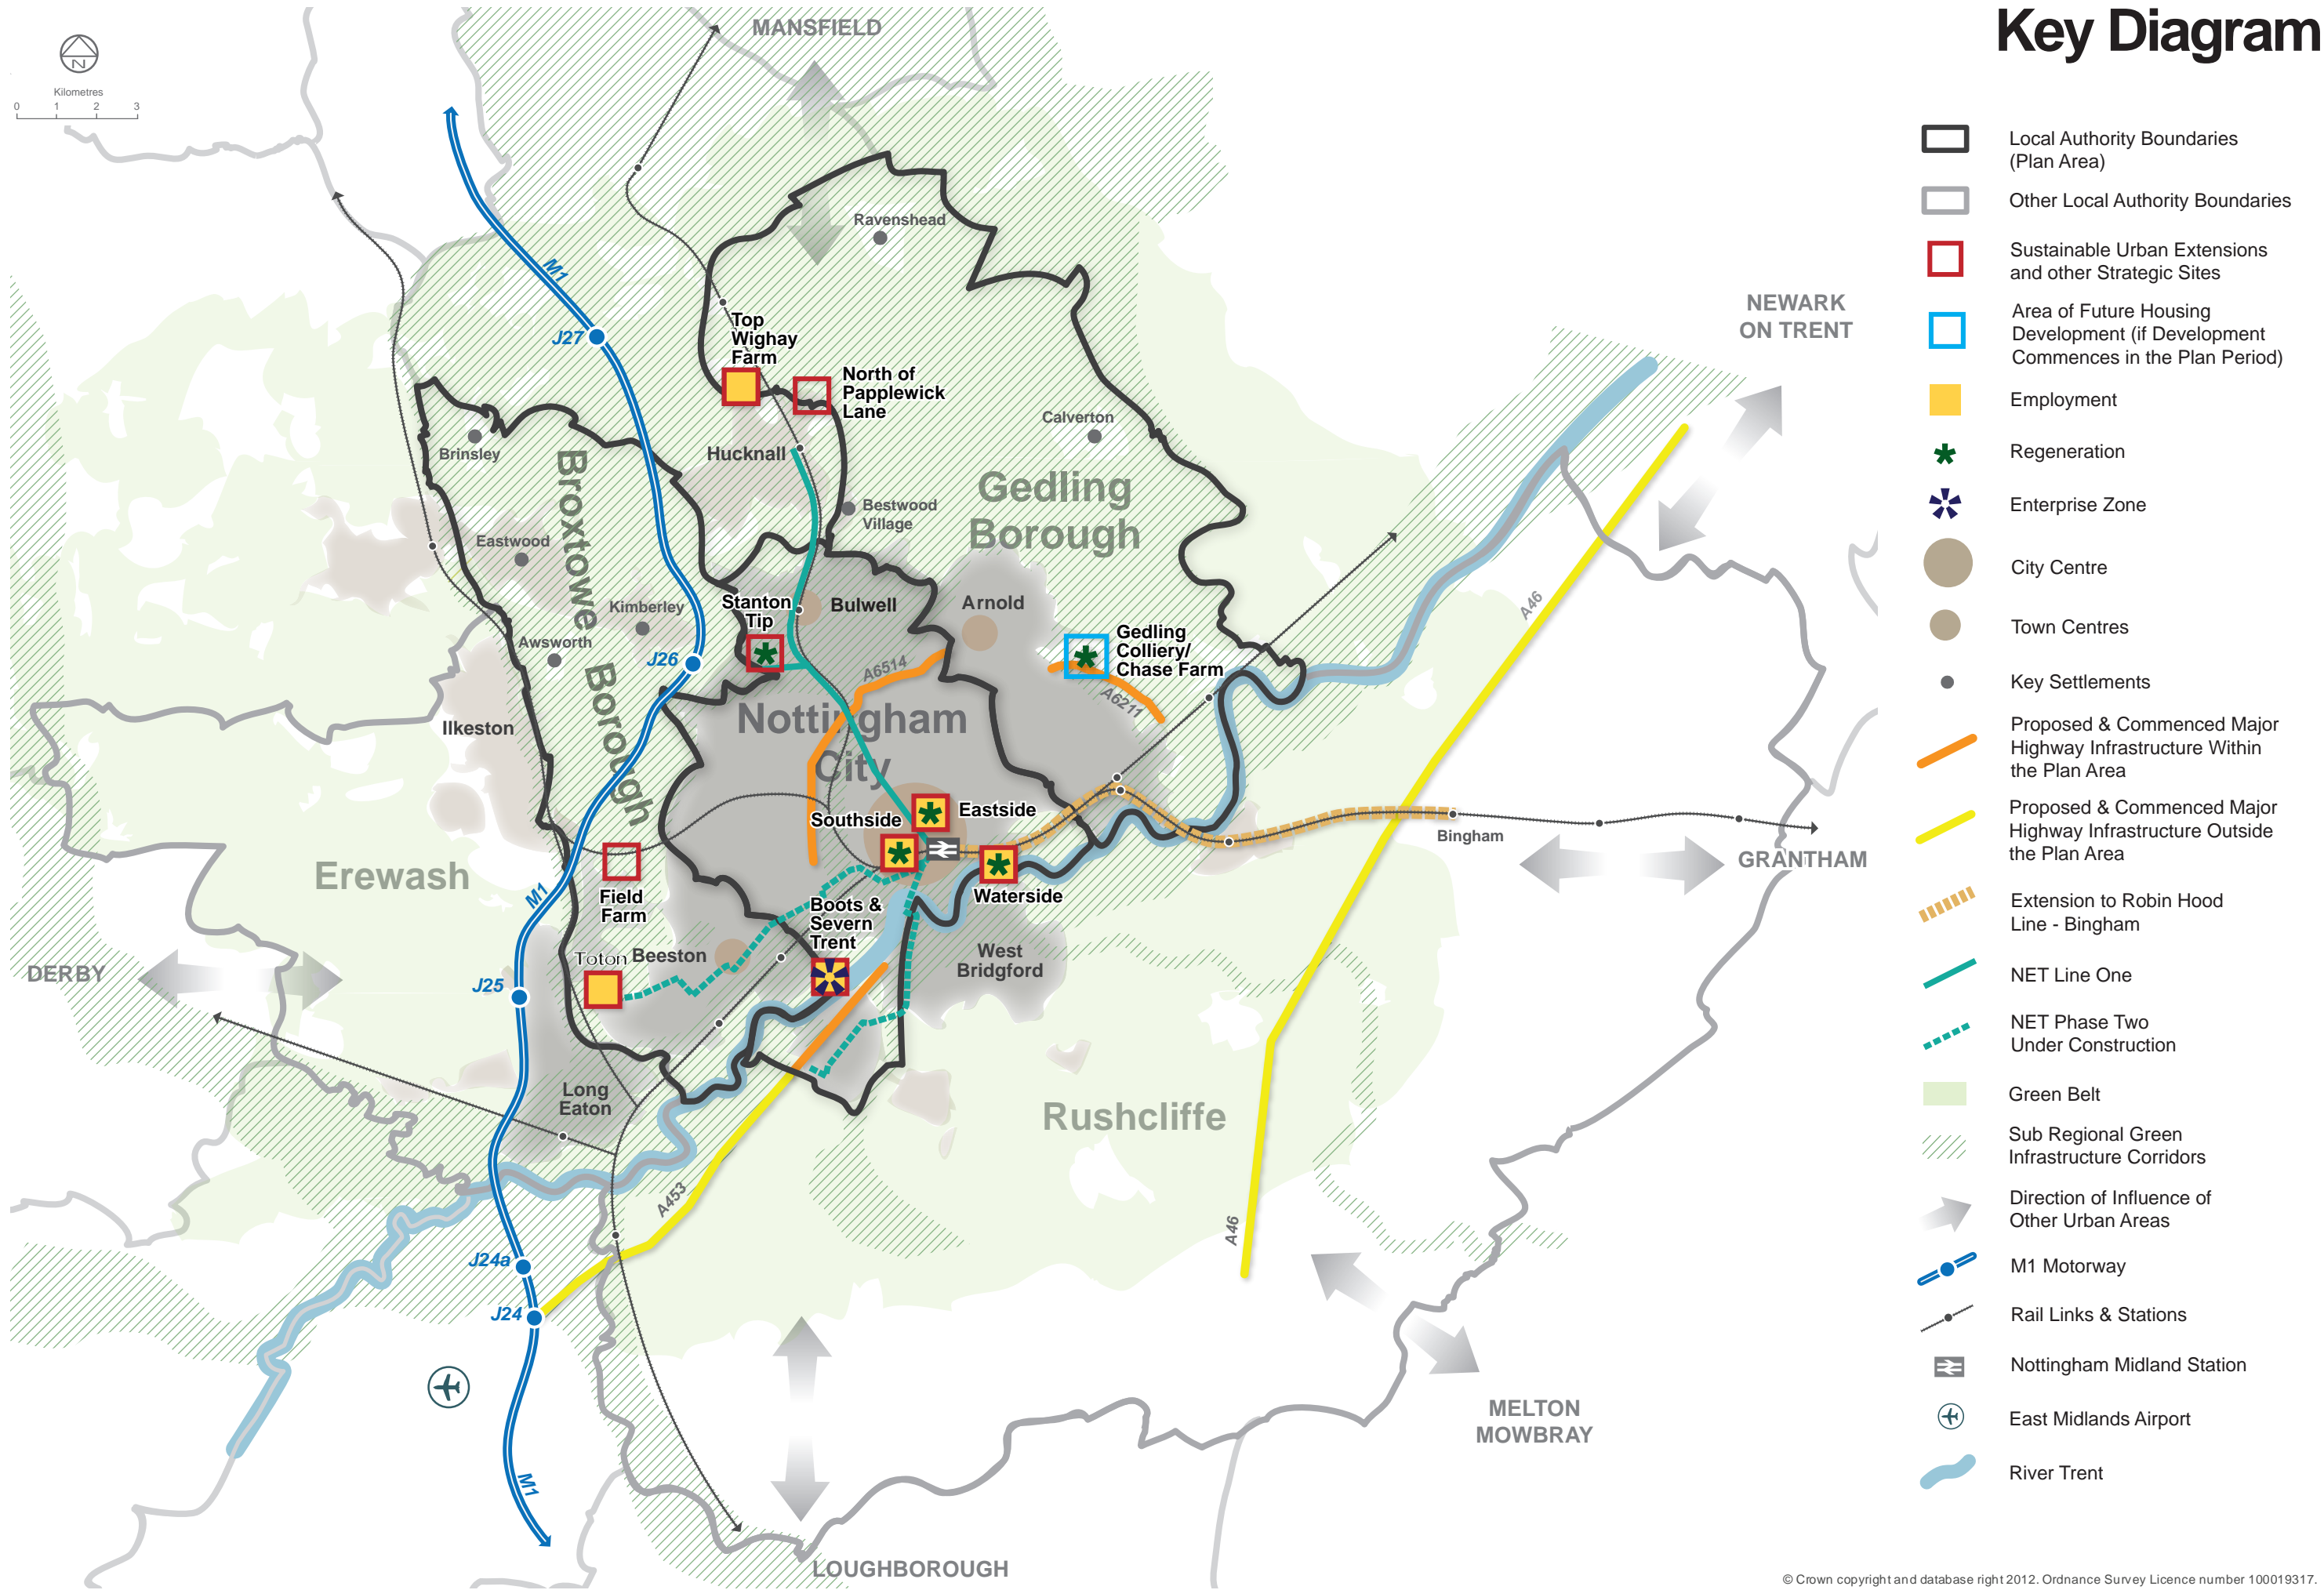 Key Diagram
MANSFIELD
N
Kilometres
0 1 2 3
Ravenshead
M1
J27
Top
Wighay
Farm
North of
Papplewick
Lane
NEWARK
ON TRENT
Calverton
Brinsley
Hucknall
Broxtowe
Borough
Gedling
Borough
Bestwood
Village
Eastwood
Kimberley
Awsworth
Stanton
Tip
Bulwell
Arnold
A46
J26
Gedling
Colliery/
Chase Farm
A6514
A6211
Ilkeston
Nottingham
City
Eastside
Southside
Bingham
GRANTHAM
Erewash
M1
Field
Farm
Waterside
Boots &
Severn
Trent
Toton
Beeston
West
Bridgford
DERBY
J25
Long
Eaton
Rushcliffe
A453
A46
J24a
J24
M1
MELTON
MOWBRAY
LOUGHBOROUGH
Local Authority Boundaries
(Plan Area)
Other Local Authority Boundaries
Sustainable Urban Extensions
and other Strategic Sites
Area of Future Housing
Development (if Development
Commences in the Plan Period)
Employment
Regeneration
Enterprise Zone
City Centre
Town Centres
Key Settlements
Proposed & Commenced Major
Highway Infrastructure Within
the Plan Area
Proposed & Commenced Major
Highway Infrastructure Outside
the Plan Area
Extension to Robin Hood
Line - Bingham
NET Line One
NET Phase Two
Under Construction
Green Belt
Sub Regional Green
Infrastructure Corridors
Direction of Influence of
Other Urban Areas
M1 Motorway
Rail Links & Stations
Nottingham Midland Station
East Midlands Airport
River Trent
© Crown copyright and database right 2012. Ordnance Survey Licence number 100019317.